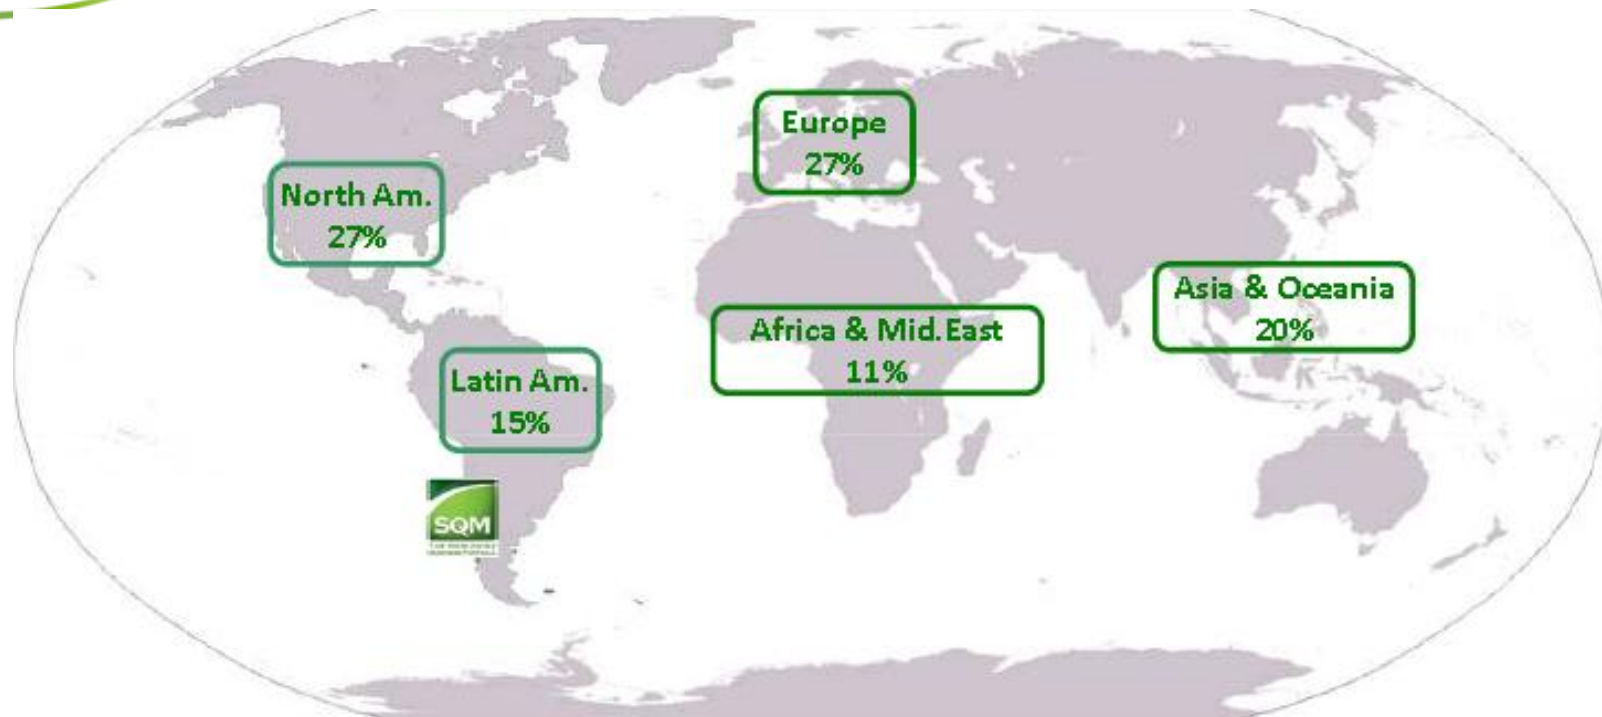 Europe
27%
North Am.
27%
Asia & Oceania
20%
Africa & Mid.East
11%
Latin Am.
15%
SQM